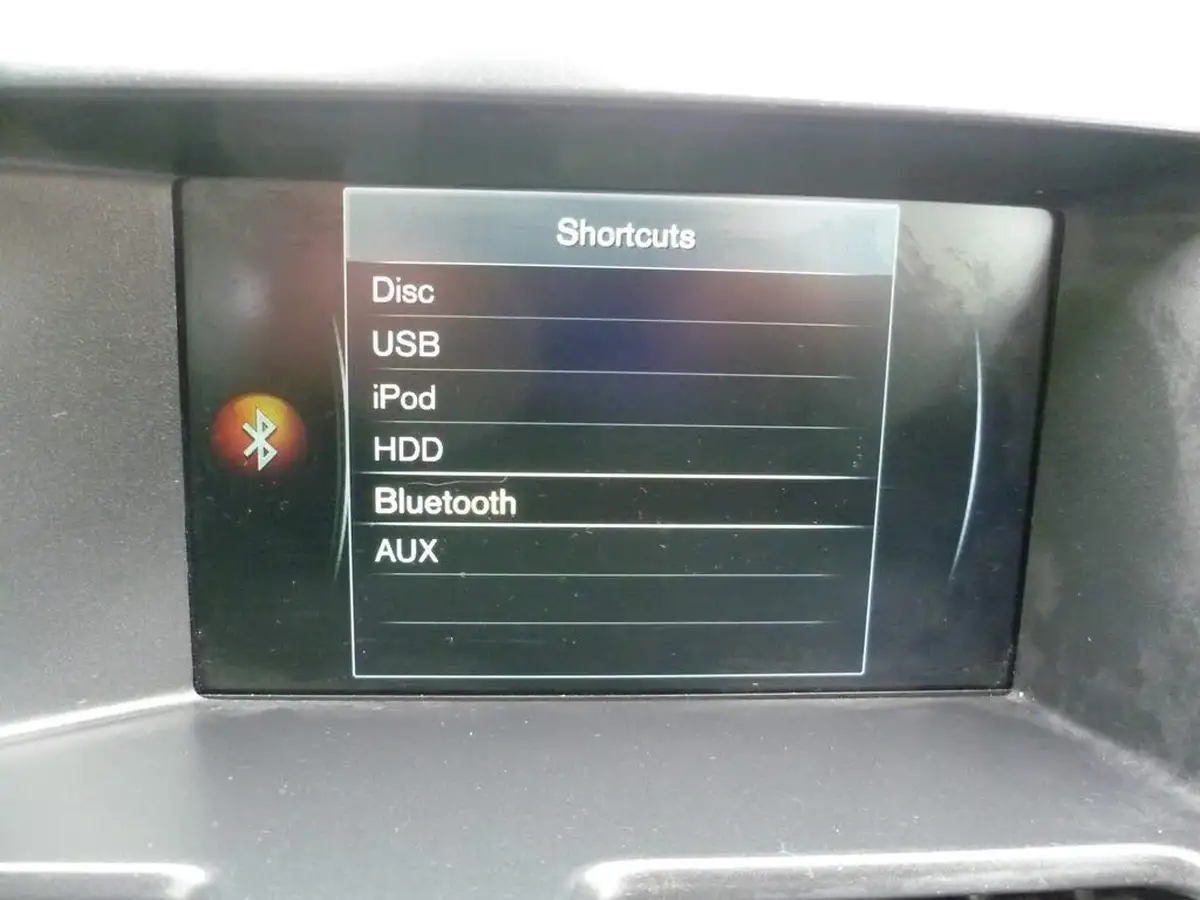 Shortcuts
Disc
USB
iPod
HDD
Bluetooth
AUX